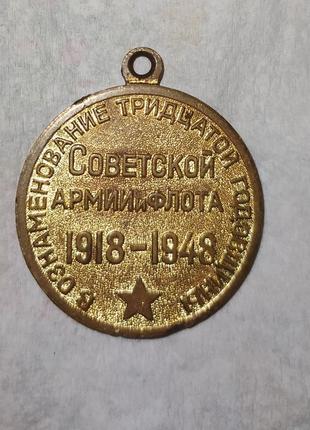 В ОЗНАМЕНОВАНИЕ ТРИДЦАТОЙ ГОДОВЩИНЫ
СОВЕТСКОЙ
АРМИИ и ФЛОТА
1918-1948